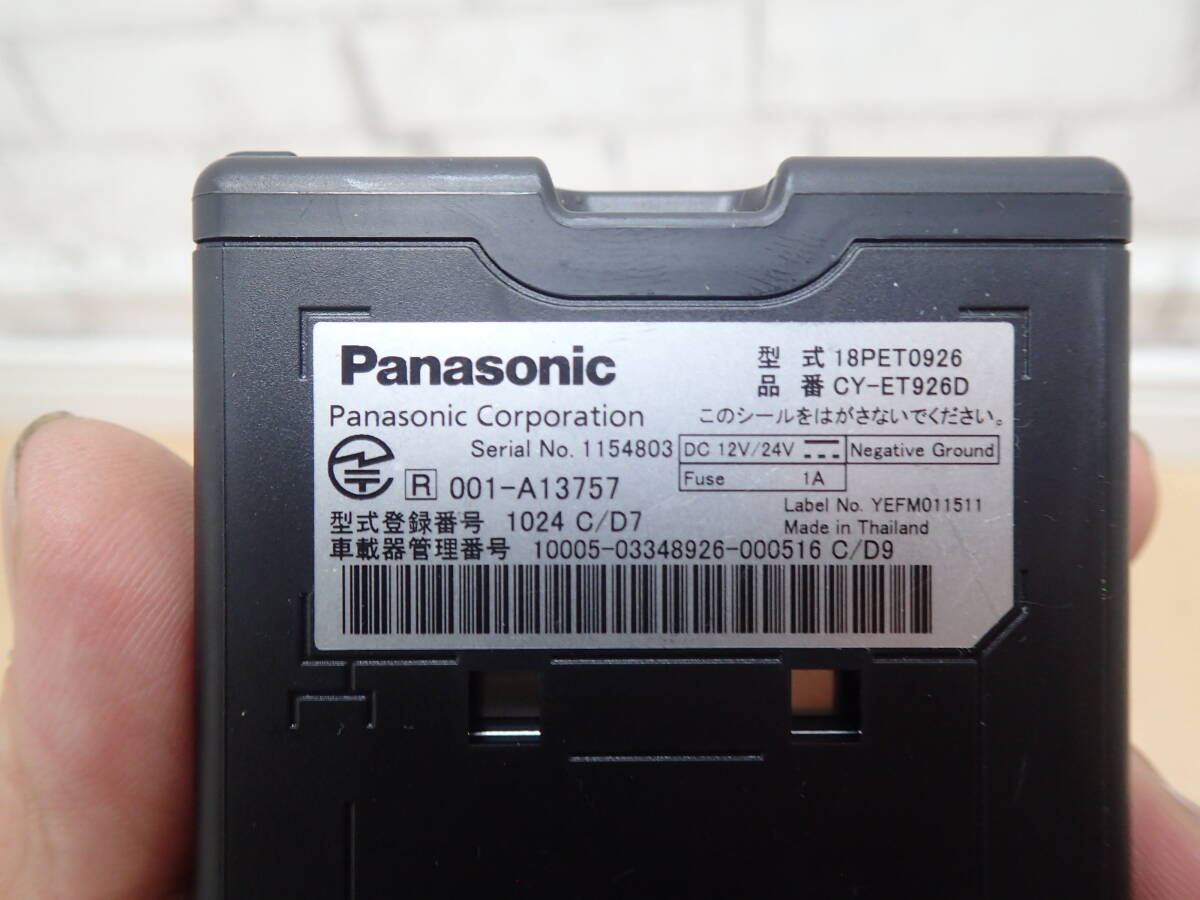 Panasonic
型 式 18PET0926
品 番 CY-ET926D
Panasonic Corporation
このシールをはがさないでください。
Serial No. 1154803
DC 12V/24V
Negative Ground
Fuse 1A
R 001-A13757
Label No. YEFM011511
型式登録番号 1024 C/D7
Made in Thailand
車載器管理番号 10005-03348926-000516 C/D9